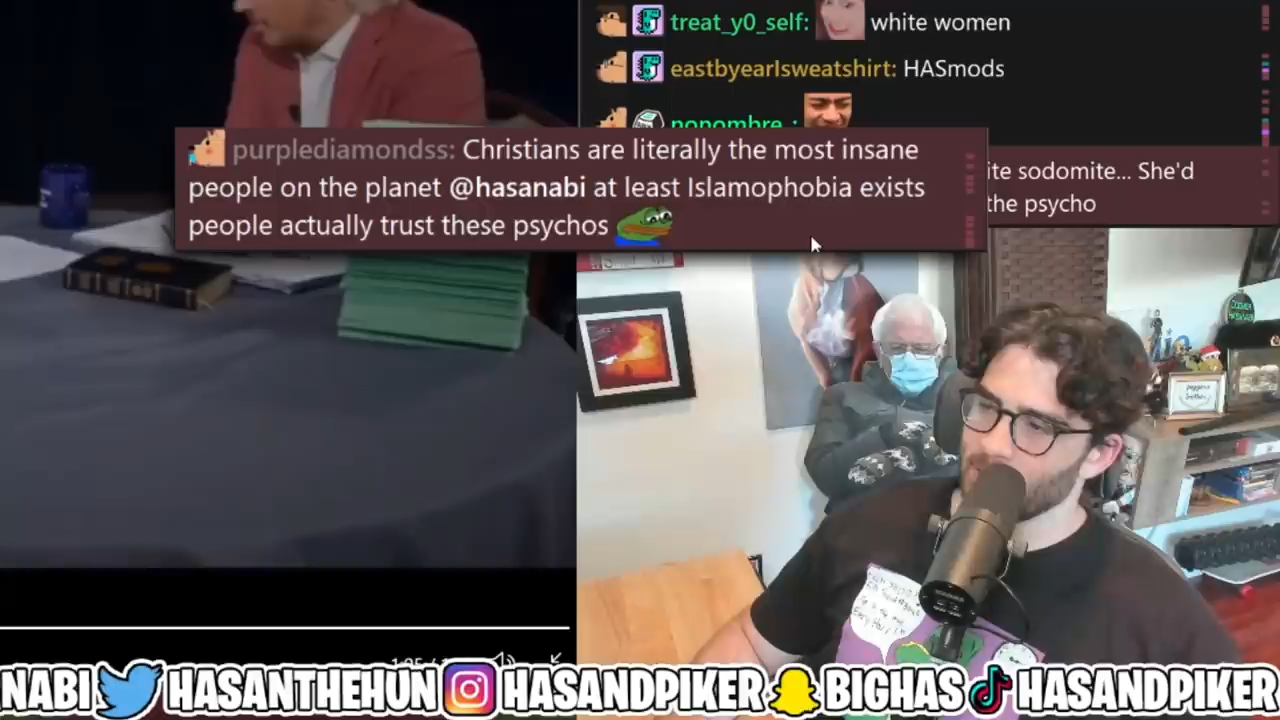 treat_y0_self: white women
eastbyearlsweatshirt: HASmods
nonombre_:
purplediamondss: Christians are literally the most insane
people on the planet @hasanabi at least Islamophobia exists
people actually trust these psychos
ite sodomite... She'd
the psycho
NABI HASANTHEHUN HASANDPIKER BIGHAS HASANDPIKER